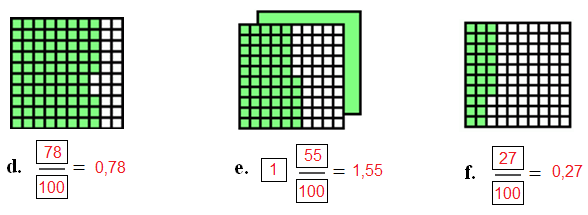 d. 78/100 = 0,78
e. 1 55/100 = 1,55
f. 27/100 = 0,27